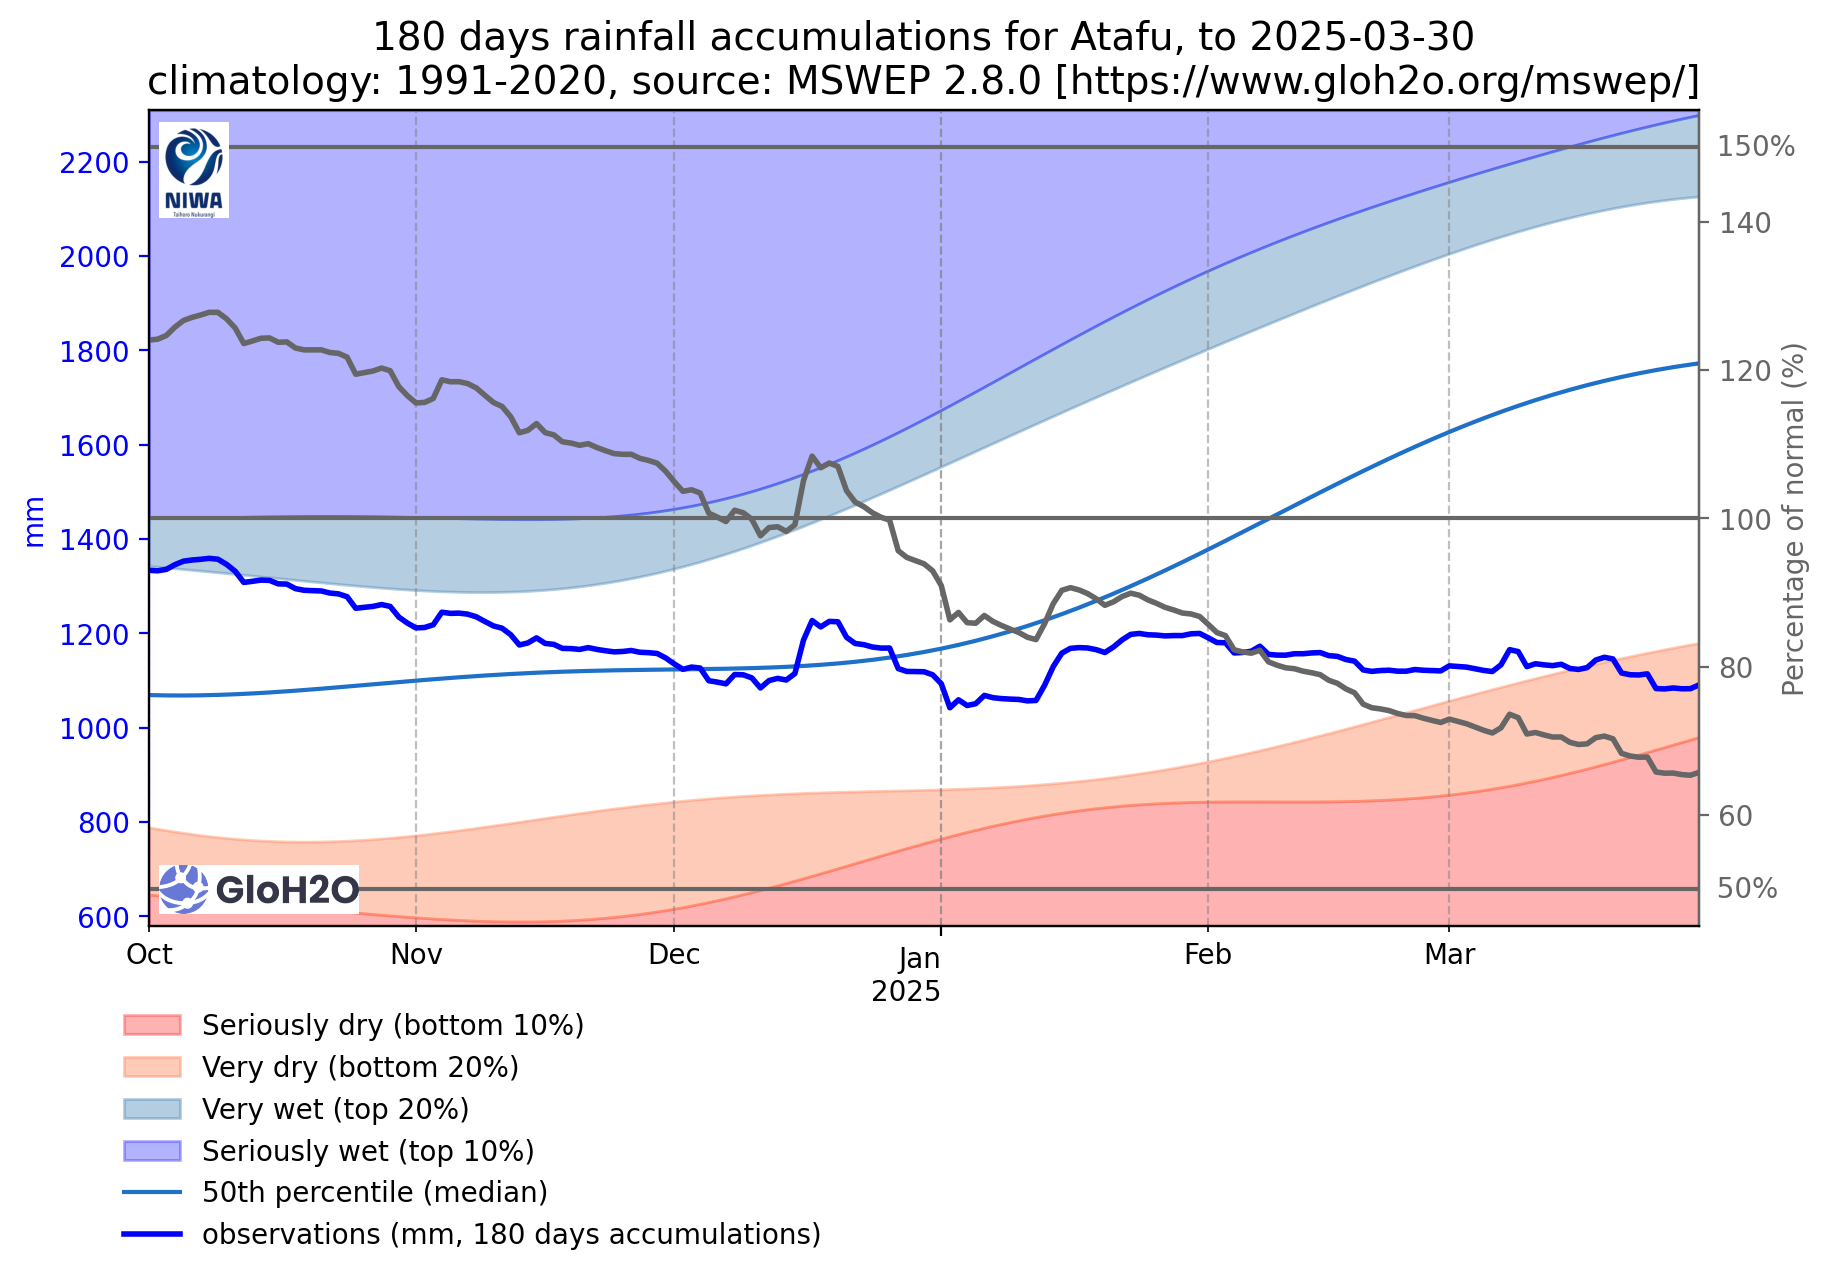 180 days rainfall accumulations for Atafu, to 2025-03-30
climatology: 1991-2020, source: MSWEP 2.8.0 [https://www.gloh2o.org/mswep/]
NIWA
Taihoro Nukurangi
2200
2000
1800
1600
1400
1200
1000
800
600
mm
150%
140
120
100
80
60
50%
Percentage of normal (%)
GloH2O
Oct
Nov
Dec
Jan
2025
Feb
Mar
Seriously dry (bottom 10%)
Very dry (bottom 20%)
Very wet (top 20%)
Seriously wet (top 10%)
50th percentile (median)
observations (mm, 180 days accumulations)